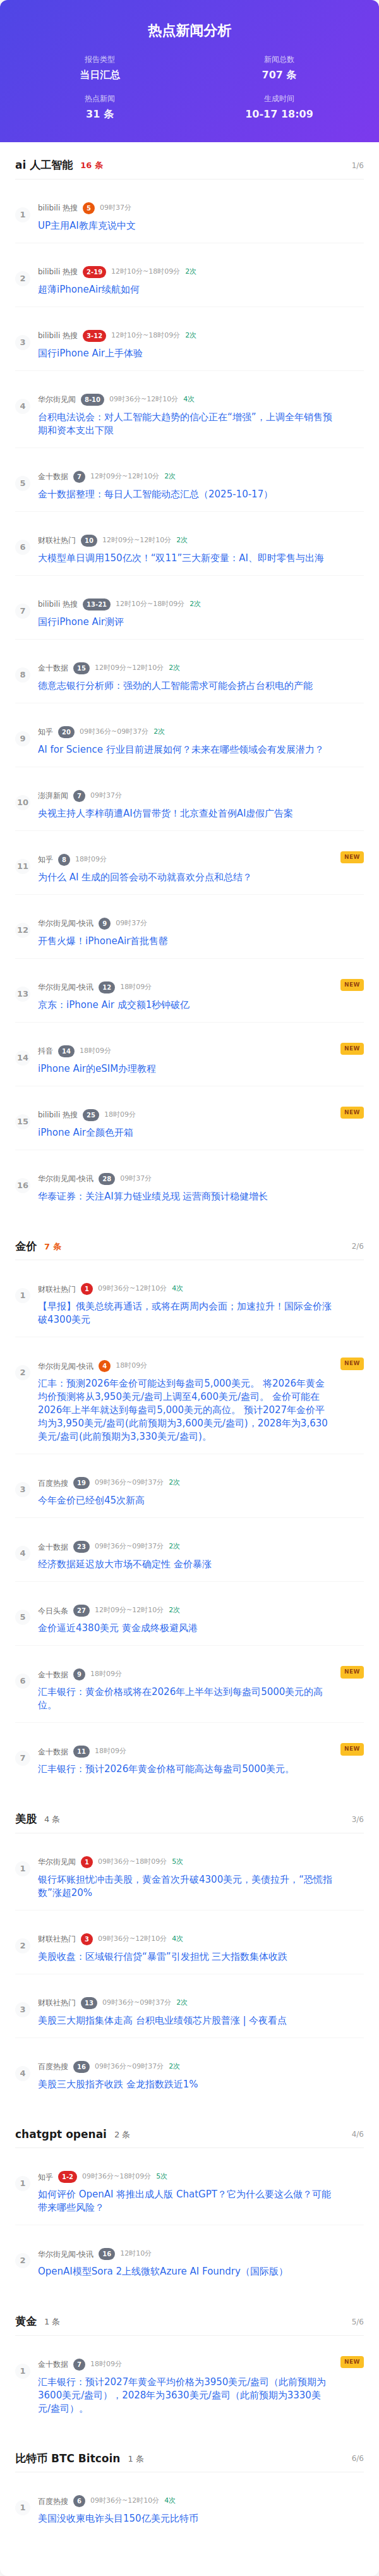 热点新闻分析
报告类型
新闻总数
当日汇总
707 条
热点新闻
生成时间
31 条
10-17 18:09
ai 人工智能 16 条 1/6
1
bilibili 热搜 5 09时37分
UP主用AI教库克说中文
2
bilibili 热搜 2-19 12时10分~18时09分 2次
超薄iPhoneAir续航如何
3
bilibili 热搜 3-12 12时10分~18时09分 2次
国行iPhone Air上手体验
4
华尔街见闻 8-10 09时36分~12时10分 4次
台积电法说会：对人工智能大趋势的信心正在“增强”，上调全年销售预
期和资本支出下限
5
金十数据 7 12时09分~12时10分 2次
金十数据整理：每日人工智能动态汇总（2025-10-17）
6
财联社热门 10 12时09分~12时10分 2次
大模型单日调用150亿次！“双11”三大新变量：AI、即时零售与出海
7
bilibili 热搜 13-21 12时10分~18时09分 2次
国行iPhone Air测评
8
金十数据 15 12时09分~12时10分 2次
德意志银行分析师：强劲的人工智能需求可能会挤占台积电的产能
9
知乎 20 09时36分~09时37分 2次
AI for Science 行业目前进展如何？未来在哪些领域会有发展潜力？
10
澎湃新闻 7 09时37分
央视主持人李梓萌遭AI仿冒带货！北京查处首例AI虚假广告案
11
知乎 8 18时09分 NEW
为什么 AI 生成的回答会动不动就喜欢分点和总结？
12
华尔街见闻-快讯 9 09时37分
开售火爆！iPhoneAir首批售罄
13
华尔街见闻-快讯 12 18时09分 NEW
京东：iPhone Air 成交额1秒钟破亿
14
抖音 14 18时09分 NEW
iPhone Air的eSIM办理教程
15
bilibili 热搜 25 18时09分 NEW
iPhone Air全颜色开箱
16
华尔街见闻-快讯 28 09时37分
华泰证券：关注AI算力链业绩兑现 运营商预计稳健增长
金价 7 条 2/6
1
财联社热门 1 09时36分~12时10分 4次
【早报】俄美总统再通话，或将在两周内会面；加速拉升！国际金价涨
破4300美元
2
华尔街见闻-快讯 4 18时09分 NEW
汇丰：预测2026年金价可能达到每盎司5,000美元。 将2026年黄金
均价预测将从3,950美元/盎司上调至4,600美元/盎司。 金价可能在
2026年上半年就达到每盎司5,000美元的高位。 预计2027年金价平
均为3,950美元/盎司(此前预期为3,600美元/盎司)，2028年为3,630
美元/盎司(此前预期为3,330美元/盎司)。
3
百度热搜 19 09时36分~09时37分 2次
今年金价已经创45次新高
4
金十数据 23 09时36分~09时37分 2次
经济数据延迟放大市场不确定性 金价暴涨
5
今日头条 27 12时09分~12时10分 2次
金价逼近4380美元 黄金成终极避风港
6
金十数据 9 18时09分 NEW
汇丰银行：黄金价格或将在2026年上半年达到每盎司5000美元的高
位。
7
金十数据 11 18时09分 NEW
汇丰银行：预计2026年黄金价格可能高达每盎司5000美元。
美股 4 条 3/6
1
华尔街见闻 1 09时36分~18时09分 5次
银行坏账担忧冲击美股，黄金首次升破4300美元，美债拉升，“恐慌指
数”涨超20%
2
财联社热门 3 09时36分~12时10分 4次
美股收盘：区域银行信贷“暴雷”引发担忧 三大指数集体收跌
3
财联社热门 13 09时36分~09时37分 2次
美股三大期指集体走高 台积电业绩领芯片股普涨 | 今夜看点
4
百度热搜 16 09时36分~09时37分 2次
美股三大股指齐收跌 金龙指数跌近1%
chatgpt openai 2 条 4/6
1
知乎 1-2 09时36分~18时09分 5次
如何评价 OpenAI 将推出成人版 ChatGPT？它为什么要这么做？可能
带来哪些风险？
2
华尔街见闻-快讯 16 12时10分
OpenAI模型Sora 2上线微软Azure AI Foundry（国际版）
黄金 1 条 5/6
1
金十数据 7 18时09分 NEW
汇丰银行：预计2027年黄金平均价格为3950美元/盎司（此前预期为
3600美元/盎司），2028年为3630美元/盎司（此前预期为3330美
元/盎司）。
比特币 BTC Bitcoin 1 条 6/6
1
百度热搜 6 09时36分~12时10分 4次
美国没收柬电诈头目150亿美元比特币